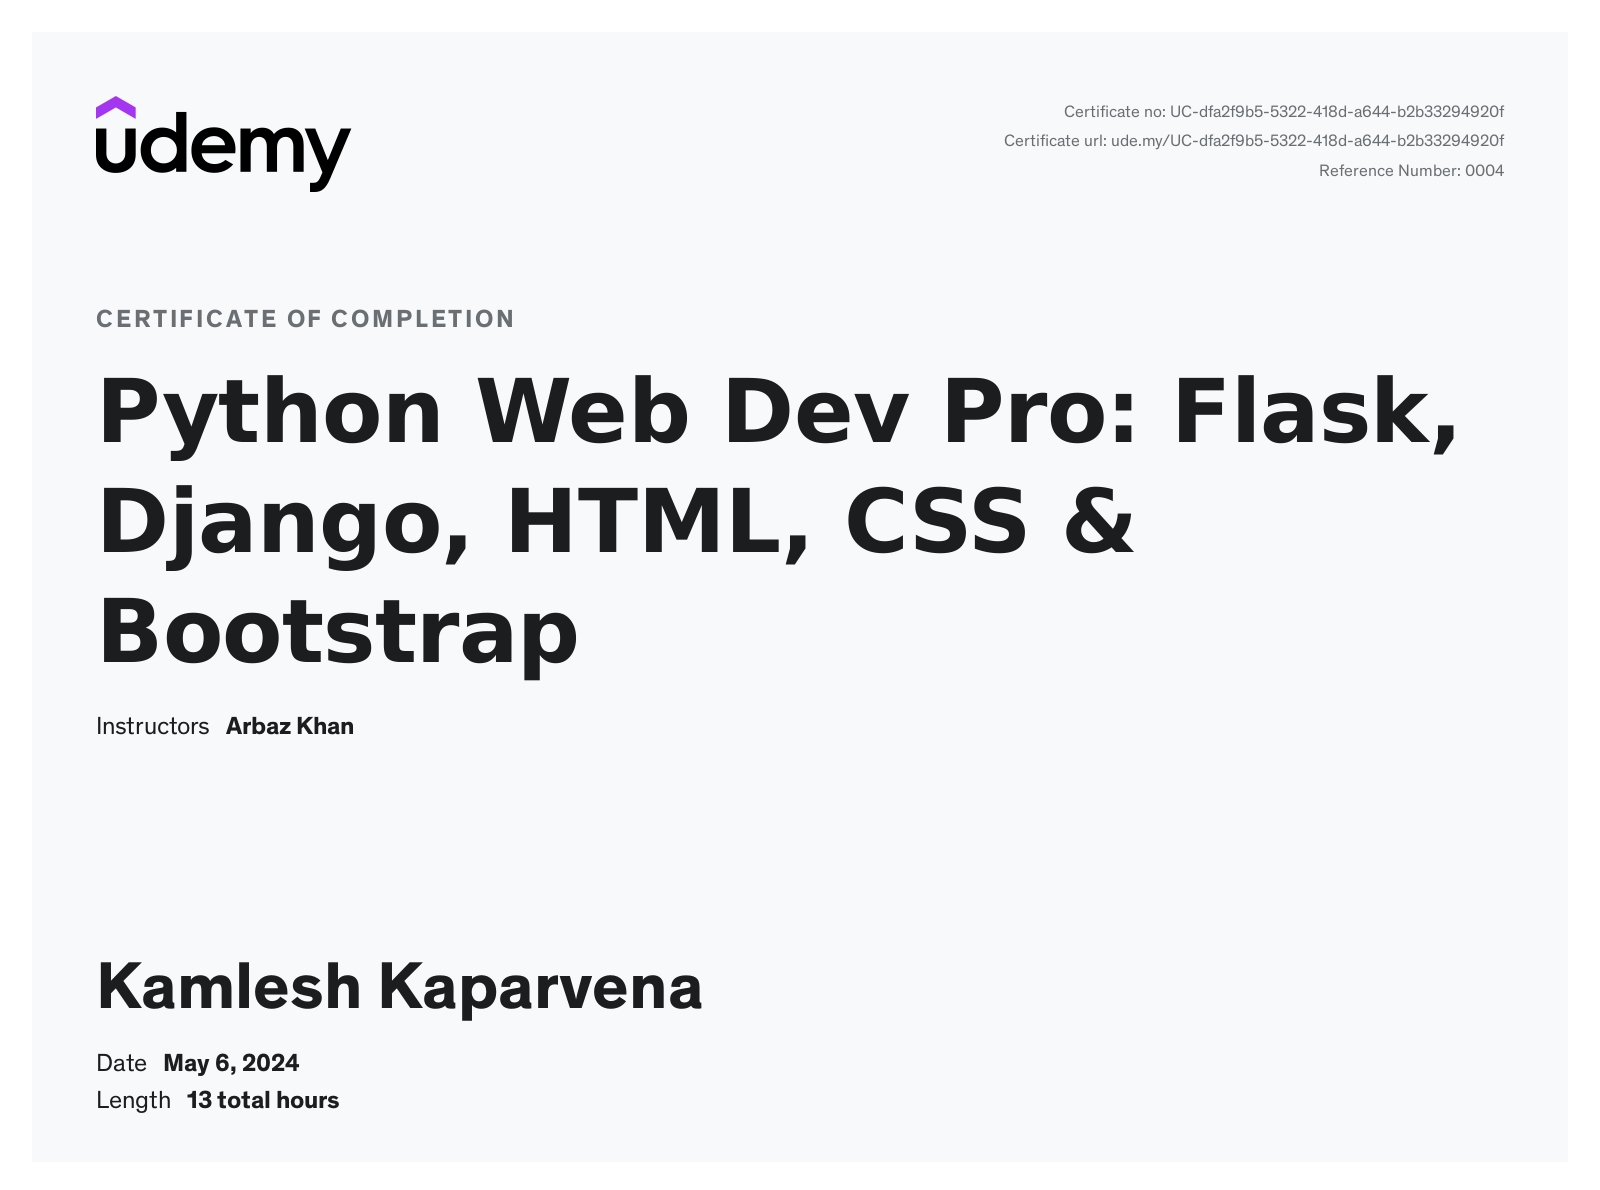 udemy
Certificate no: UC-dfa2f9b5-5322-418d-a644-b2b33294920f
Certificate url: ude.my/UC-dfa2f9b5-5322-418d-a644-b2b33294920f
Reference Number: 0004
CERTIFICATE OF COMPLETION
Python Web Dev Pro: Flask,
Django, HTML, CSS &
Bootstrap
Instructors Arbaz Khan
Kamlesh Kaparvena
Date May 6, 2024
Length 13 total hours